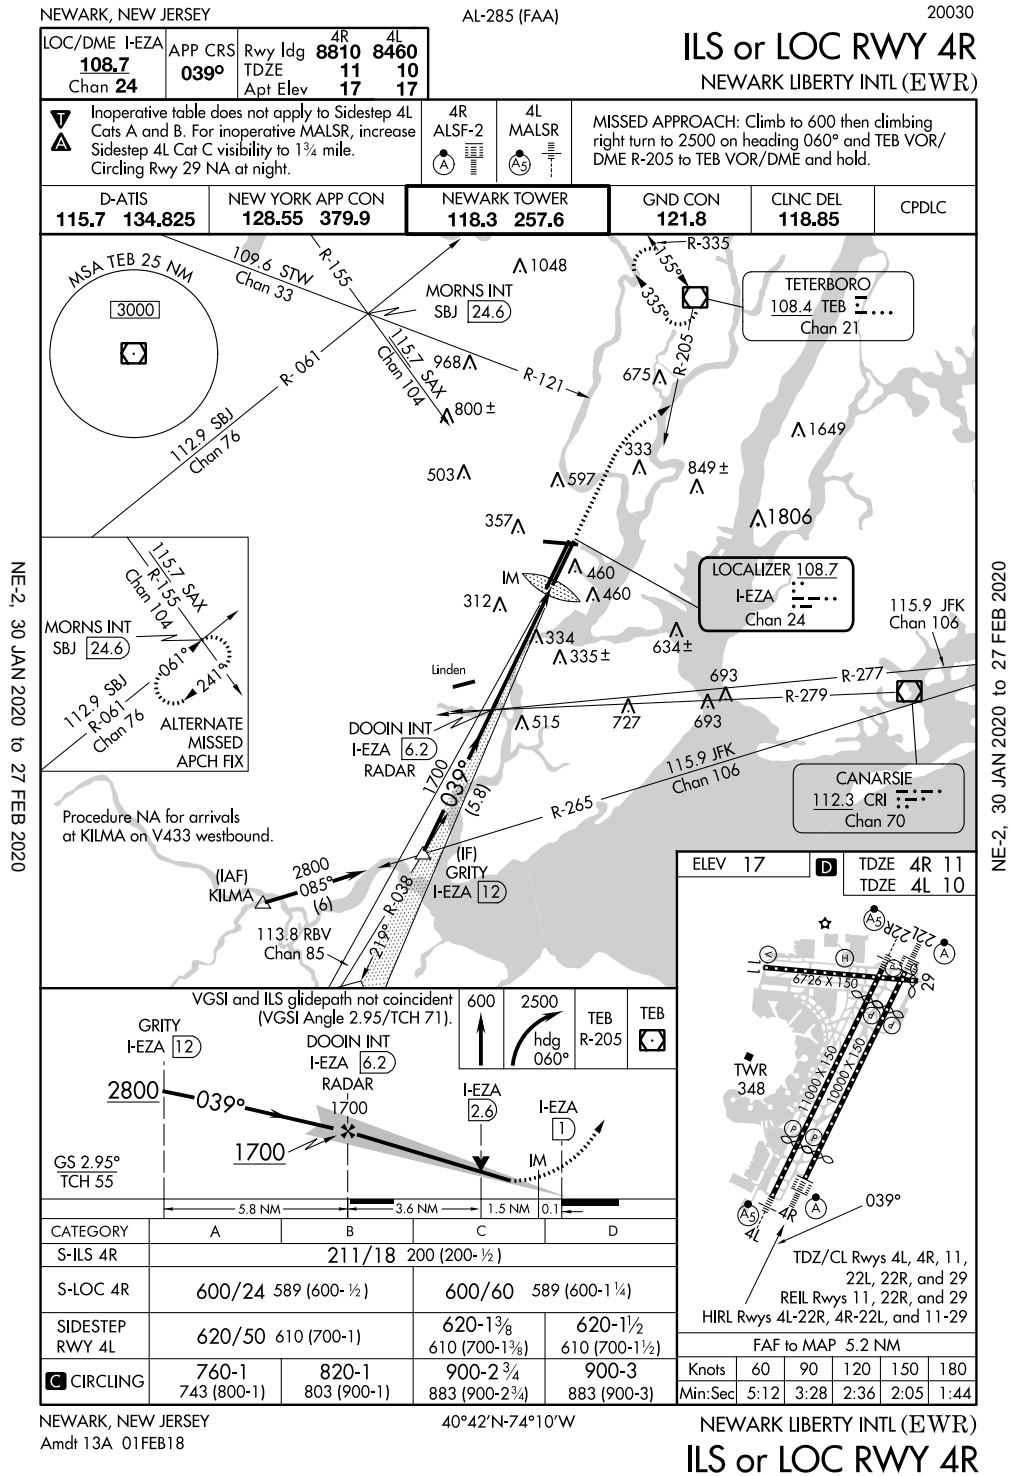 NEWARK, NEW JERSEY
AL-285 (FAA)
20030
LOC/DME I-EZA
108.7
Chan 24
APP CRS
039°
4R 4L
Rwy ldg 8810 8460
TDZE 11 10
Apt Elev 17 17
ILS or LOC RWY 4R
NEWARK LIBERTY INTL (EWR)
T
A
Inoperative table does not apply to Sidestep 4L
Cats A and B. For inoperative MALSR, increase
Sidestep 4L Cat C visibility to 1¾ mile.
Circling Rwy 29 NA at night.
4R
ALSF-2
A
4L
MALSR
A5
MISSED APPROACH: Climb to 600 then climbing
right turn to 2500 on heading 060° and TEB VOR/
DME R-205 to TEB VOR/DME and hold.
D-ATIS
115.7 134.825
NEW YORK APP CON
128.55 379.9
NEWARK TOWER
118.3 257.6
GND CON
121.8
CLNC DEL
118.85
CPDLC
MSA TEB 25 NM
3000
109.6 STW
Chan 33
R-155
MORNS INT
SBJ 24.6
115.7 SAX
Chan 104
R-121
R-061
112.9 SBJ
Chan 76
1048
968
800 ±
503
357
312
597
675
333
849 ±
1649
1806
R-335
155°
335°
R-205
TETERBORO
108.4 TEB
Chan 21
LOCALIZER 108.7
I-EZA
Chan 24
IM
460
460
334
335 ±
634 ±
693
693
727
515
Linden
115.9 JFK
Chan 106
R-277
R-279
DOOIN INT
I-EZA 6.2
RADAR
1700
039°
(5.8)
115.9 JFK
Chan 106
R-265
CANARSIE
112.3 CRI
Chan 70
115.7 SAX
R-155
Chan 104
MORNS INT
SBJ 24.6
061°
241°
112.9 SBJ
R-061
Chan 76
ALTERNATE
MISSED
APCH FIX
Procedure NA for arrivals
at KILMA on V433 westbound.
(IAF)
KILMA
2800
085°
(6)
(IF)
GRITY
I-EZA 12
113.8 RBV
Chan 85
219°
R-038
NE-2, 30 JAN 2020 to 27 FEB 2020
NE-2, 30 JAN 2020 to 27 FEB 2020
ELEV 17
D
TDZE 4R 11
TDZE 4L 10
A5
22R
22L
A
V
H
P
11
6726 X 150
29
P
P
TWR
348
11000 X 150
10000 X 150
P
P
A5
4L
4R
A
039°
TDZ/CL Rwys 4L, 4R, 11,
22L, 22R, and 29
REIL Rwys 11, 22R, and 29
HIRL Rwys 4L-22R, 4R-22L, and 11-29
FAF to MAP 5.2 NM
Knots 60 90 120 150 180
Min:Sec 5:12 3:28 2:36 2:05 1:44
VGSI and ILS glidepath not coincident
(VGSI Angle 2.95/TCH 71).
600
2500
hdg
060°
TEB
R-205
TEB
GRITY
I-EZA 12
DOOIN INT
I-EZA 6.2
RADAR
1700
I-EZA
2.6
I-EZA
1
2800
039°
1700
IM
GS 2.95°
TCH 55
5.8 NM
3.6 NM
1.5 NM
0.1
CATEGORY A B C D
S-ILS 4R 211/18 200 (200-½)
S-LOC 4R 600/24 589 (600-½) 600/60 589 (600-1¼)
SIDESTEP
RWY 4L
620/50 610 (700-1)
620-1⅜
610 (700-1⅜)
620-1½
610 (700-1½)
C CIRCLING
760-1
743 (800-1)
820-1
803 (900-1)
900-2¾
883 (900-2¾)
900-3
883 (900-3)
NEWARK, NEW JERSEY
Amdt 13A 01FEB18
40°42'N-74°10'W
NEWARK LIBERTY INTL (EWR)
ILS or LOC RWY 4R